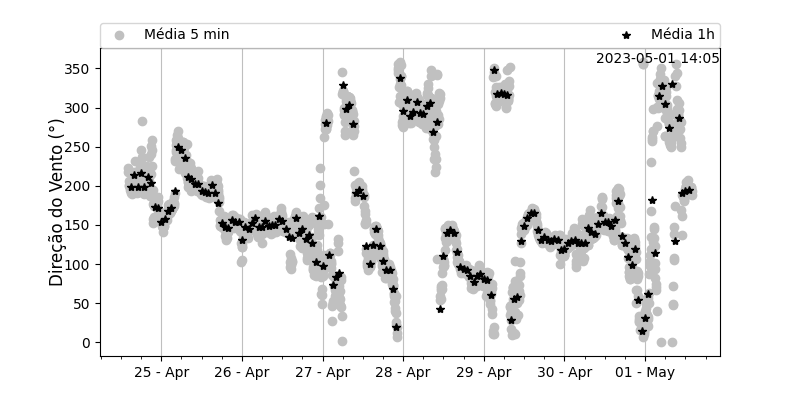 Média 5 min
Média 1h
2023-05-01 14:05
Direção do Vento (°)
350
300
250
200
150
100
50
0
25 - Apr
26 - Apr
27 - Apr
28 - Apr
29 - Apr
30 - Apr
01 - May